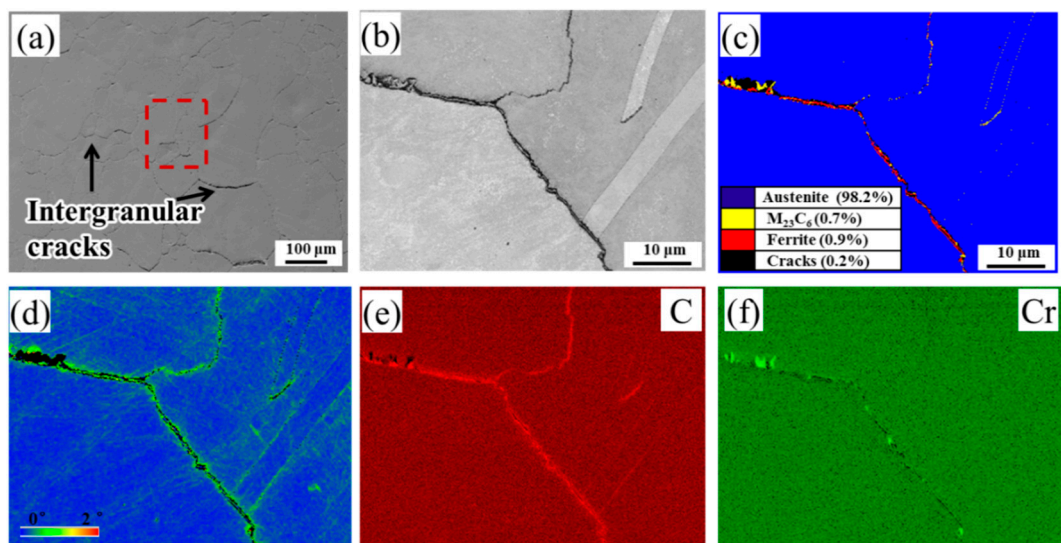 (a)
Intergranular
cracks
100 μm
(b)
10 μm
(c)
Austenite (98.2%)
M₂₃C₆ (0.7%)
Ferrite (0.9%)
Cracks (0.2%)
10 μm
(d)
0° 2°
(e)
C
(f)
Cr